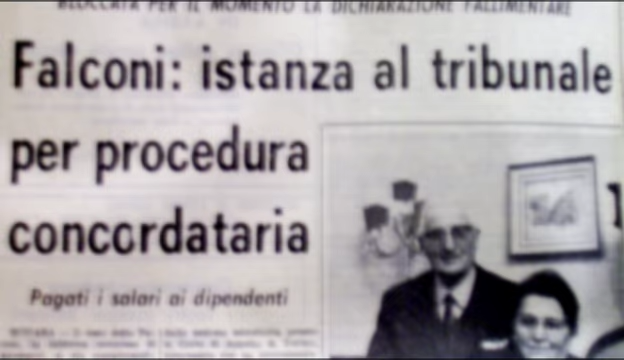 BLOCCATA PER IL MOMENTO LA DICHIARAZIONE FALLIMENTARE
Falconi: istanza al tribunale
per procedura
concordataria
Pagati i salari ai dipendenti